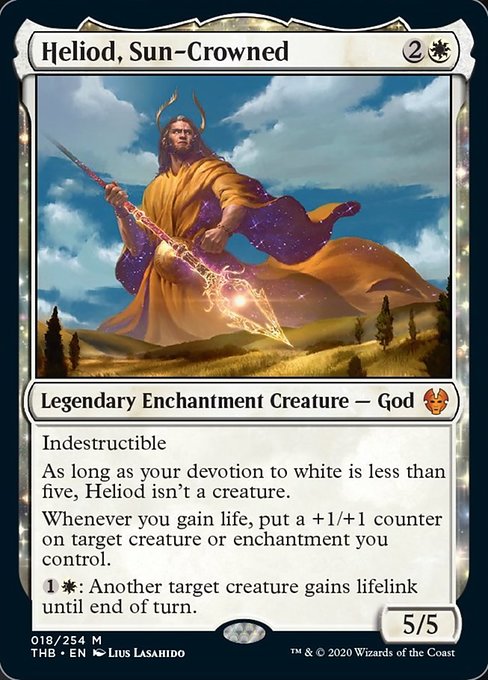 Heliod, Sun-Crowned 2
Legendary Enchantment Creature — God
Indestructible
As long as your devotion to white is less than
five, Heliod isn't a creature.
Whenever you gain life, put a +1/+1 counter
on target creature or enchantment you
control.
1: Another target creature gains lifelink
until end of turn.
5/5
018/254 M
THB • EN Lius Lasahido ™ & © 2020 Wizards of the Coast